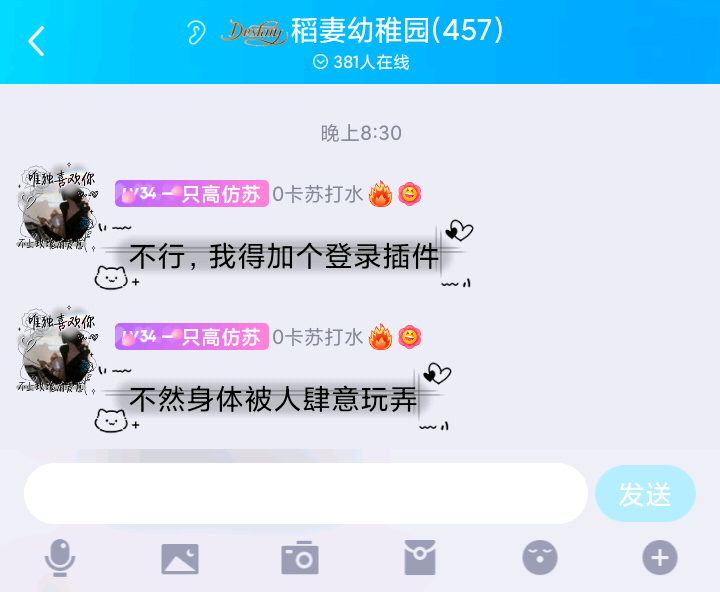 Destiny 稻妻幼稚园(457)
381人在线
晚上8:30
唯独喜欢你
LV34 一只高仿苏 0卡苏打水
不行，我得加个登录插件
唯独喜欢你
LV34 一只高仿苏 0卡苏打水
不然身体被人肆意玩弄
发送